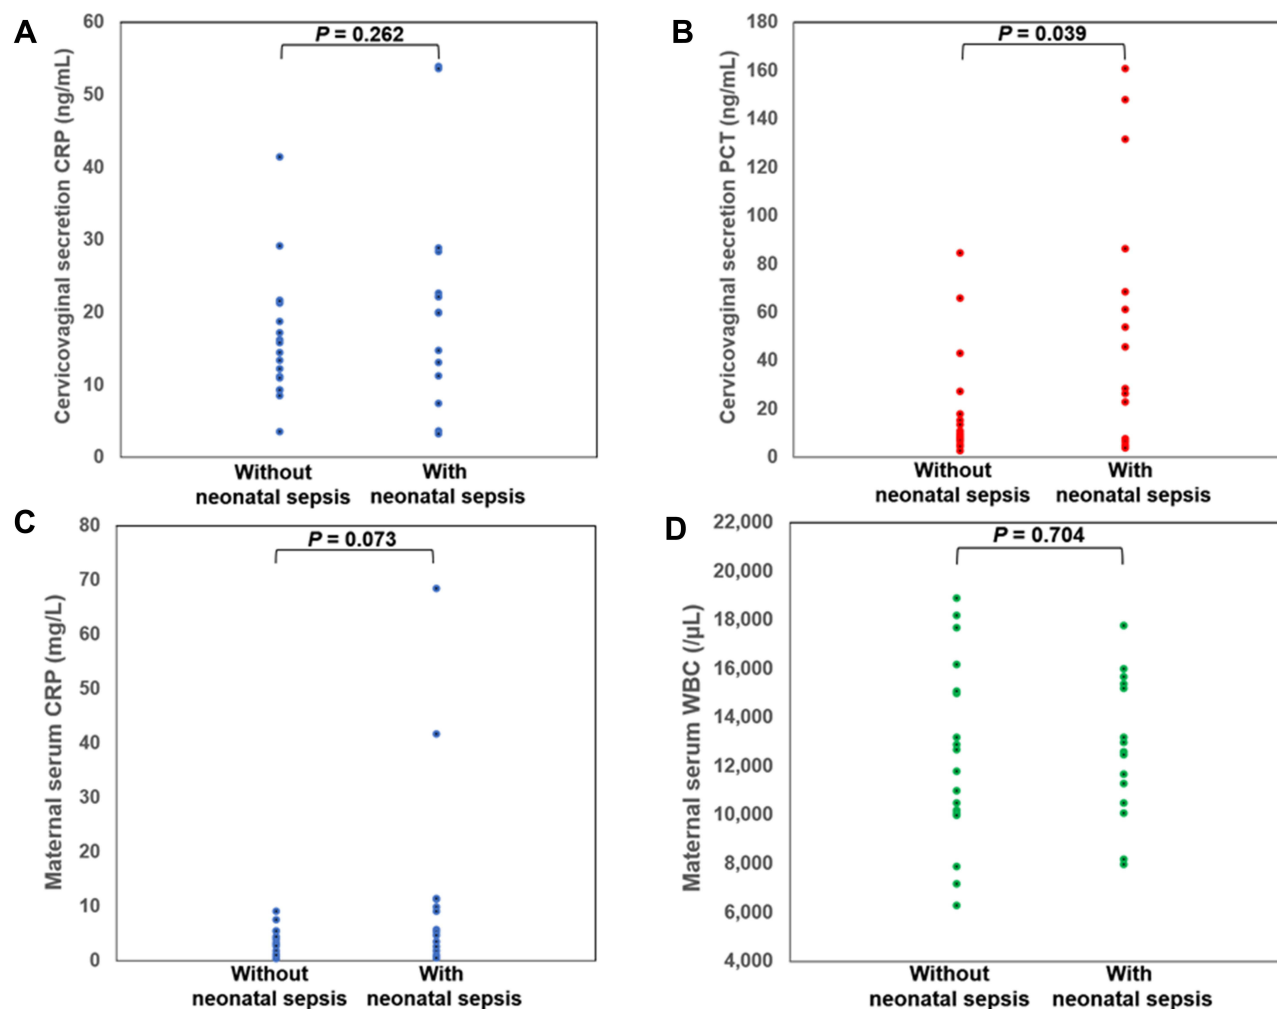 A
Cervicovaginal secretion CRP (ng/mL)
60
50
40
30
20
10
0
P = 0.262
Without
neonatal sepsis
With
neonatal sepsis
B
Cervicovaginal secretion PCT (ng/mL)
180
160
140
120
100
80
60
40
20
0
P = 0.039
Without
neonatal sepsis
With
neonatal sepsis
C
Maternal serum CRP (mg/L)
80
70
60
50
40
30
20
10
0
P = 0.073
Without
neonatal sepsis
With
neonatal sepsis
D
Maternal serum WBC (/μL)
22,000
20,000
18,000
16,000
14,000
12,000
10,000
8,000
6,000
4,000
P = 0.704
Without
neonatal sepsis
With
neonatal sepsis